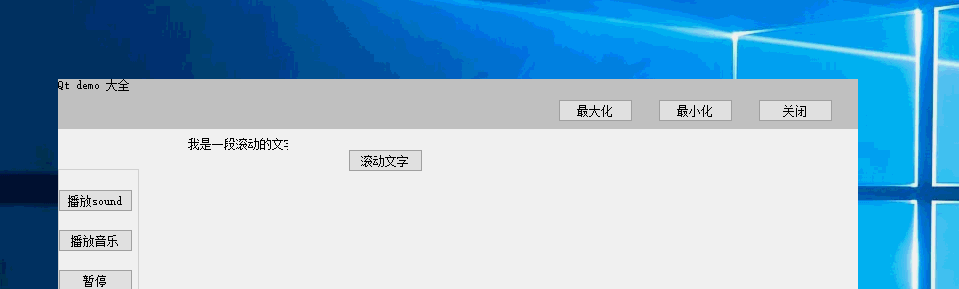 Qt demo 大全
最大化
最小化
关闭
我是一段滚动的文
滚动文字
播放sound
播放音乐
暂停